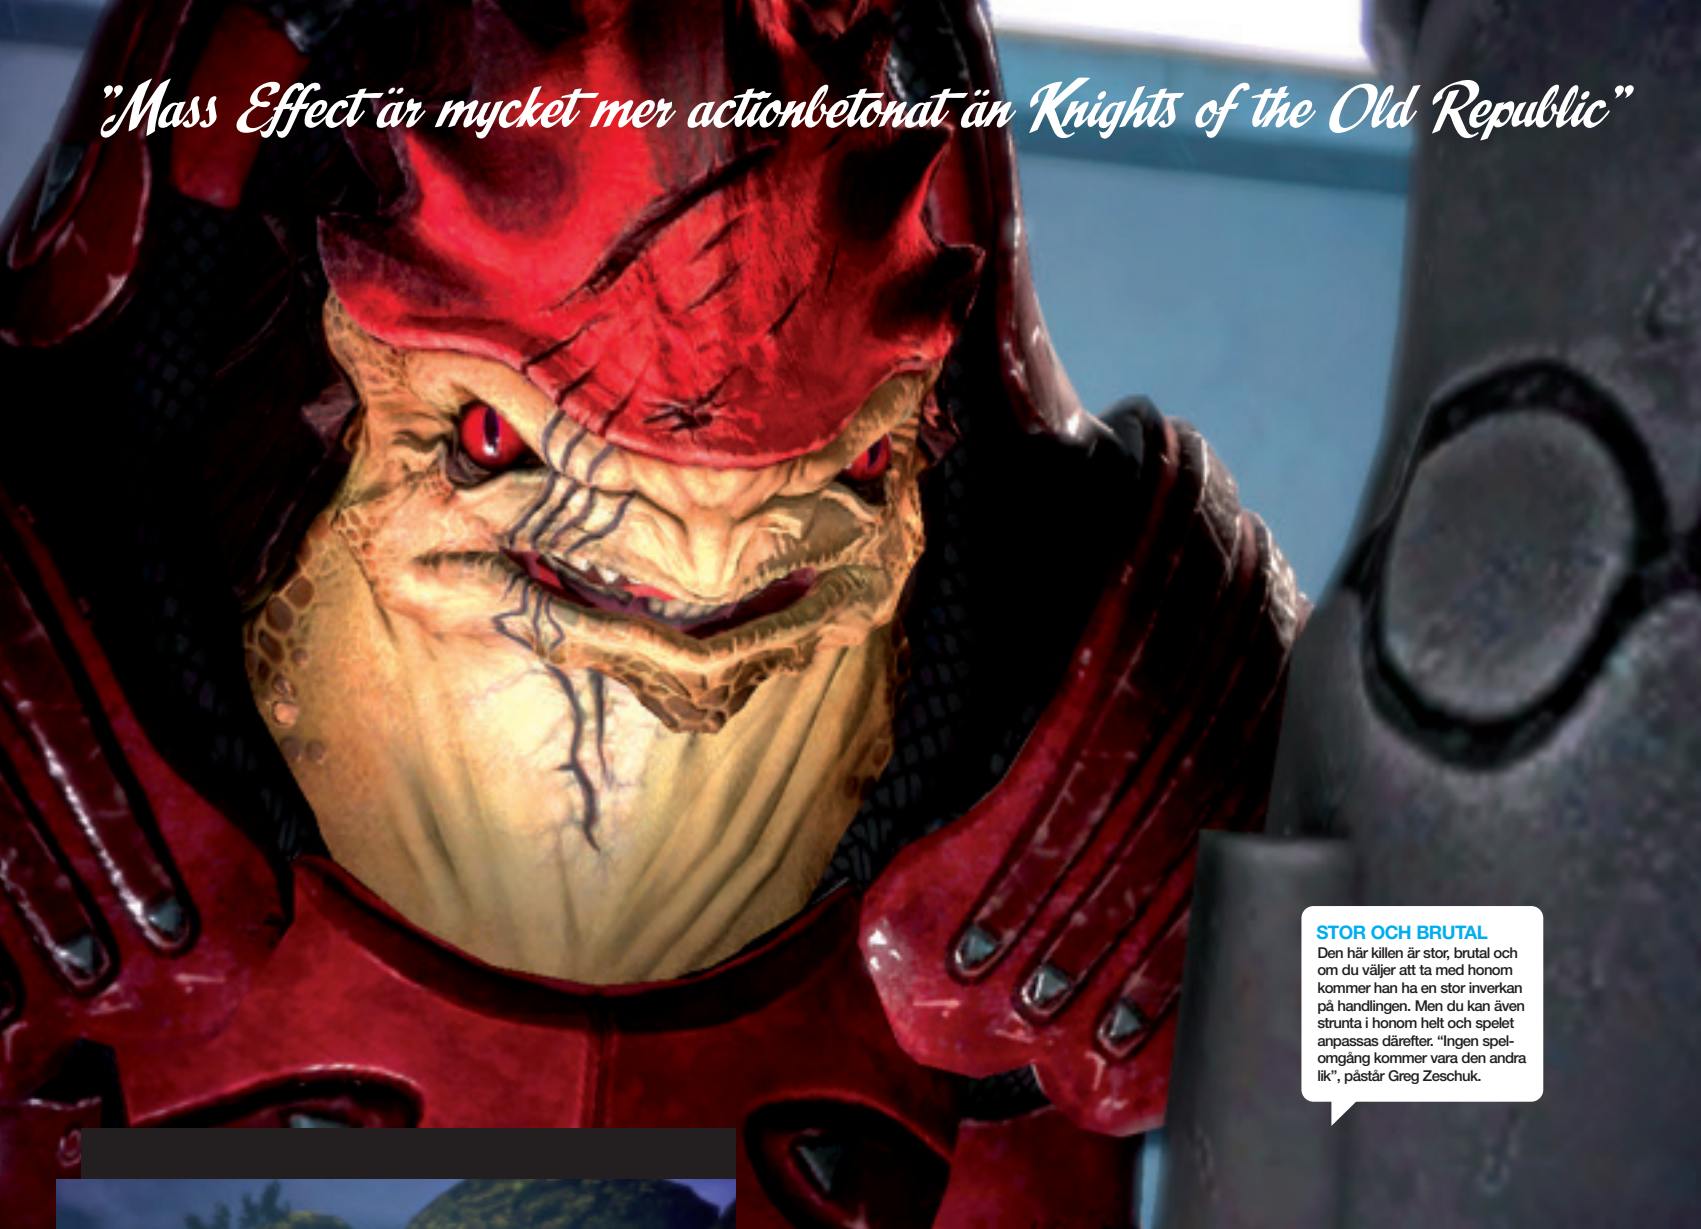 ”Mass Effect är mycket mer actionbetonat än Knights of the Old Republic”
STOR OCH BRUTAL
Den här killen är stor, brutal och
om du väljer att ta med honom
kommer han ha en stor inverkan
på handlingen. Men du kan även
strunta i honom helt och spelet
anpassas därefter. “Ingen spel-
omgång kommer vara den andra
lik”, påstår Greg Zeschuk.